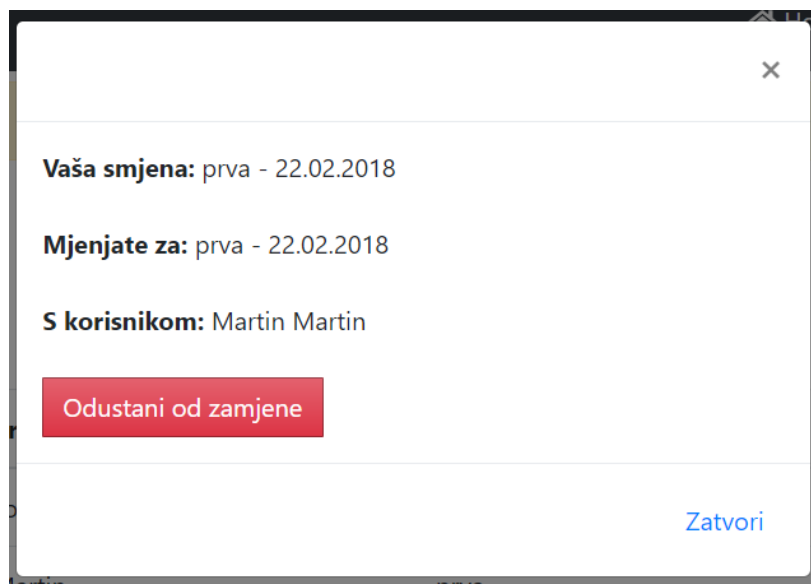 ×
Vaša smjena: prva - 22.02.2018
Mjenjate za: prva - 22.02.2018
S korisnikom: Martin Martin
Odustani od zamjene
Zatvori